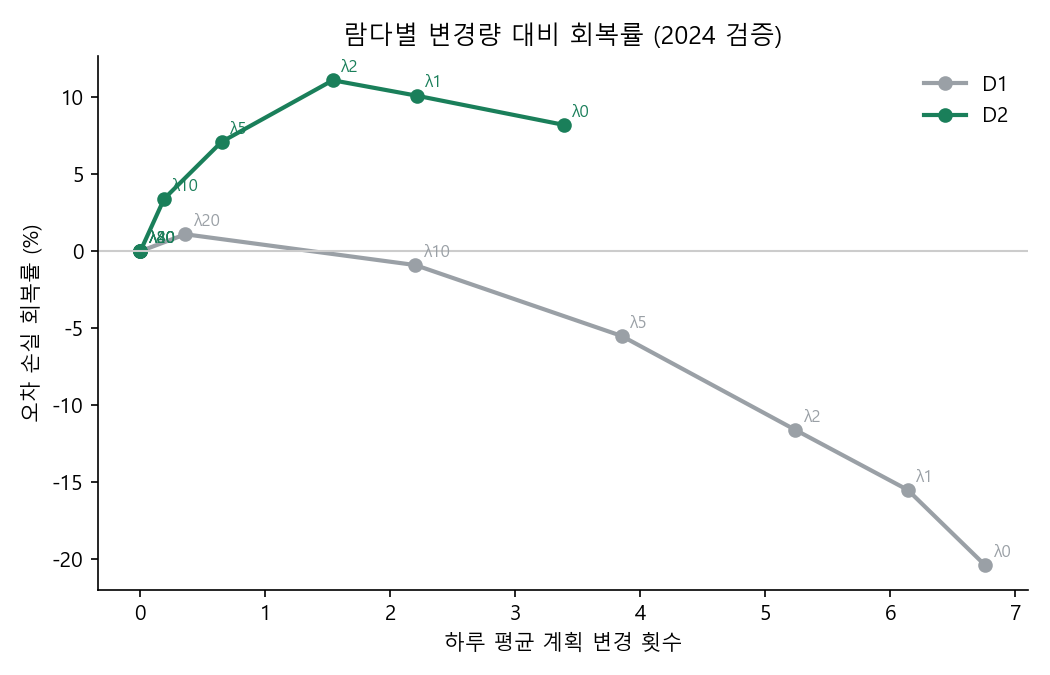 람다별 변경량 대비 회복률 (2024 검증)
D1
D2
오차 손실 회복률 (%)
10
5
0
-5
-10
-15
-20
λ2
λ1
λ0
λ5
λ10
λ20
λ10
λ5
λ2
λ1
λ0
0
1
2
3
4
5
6
7
하루 평균 계획 변경 횟수